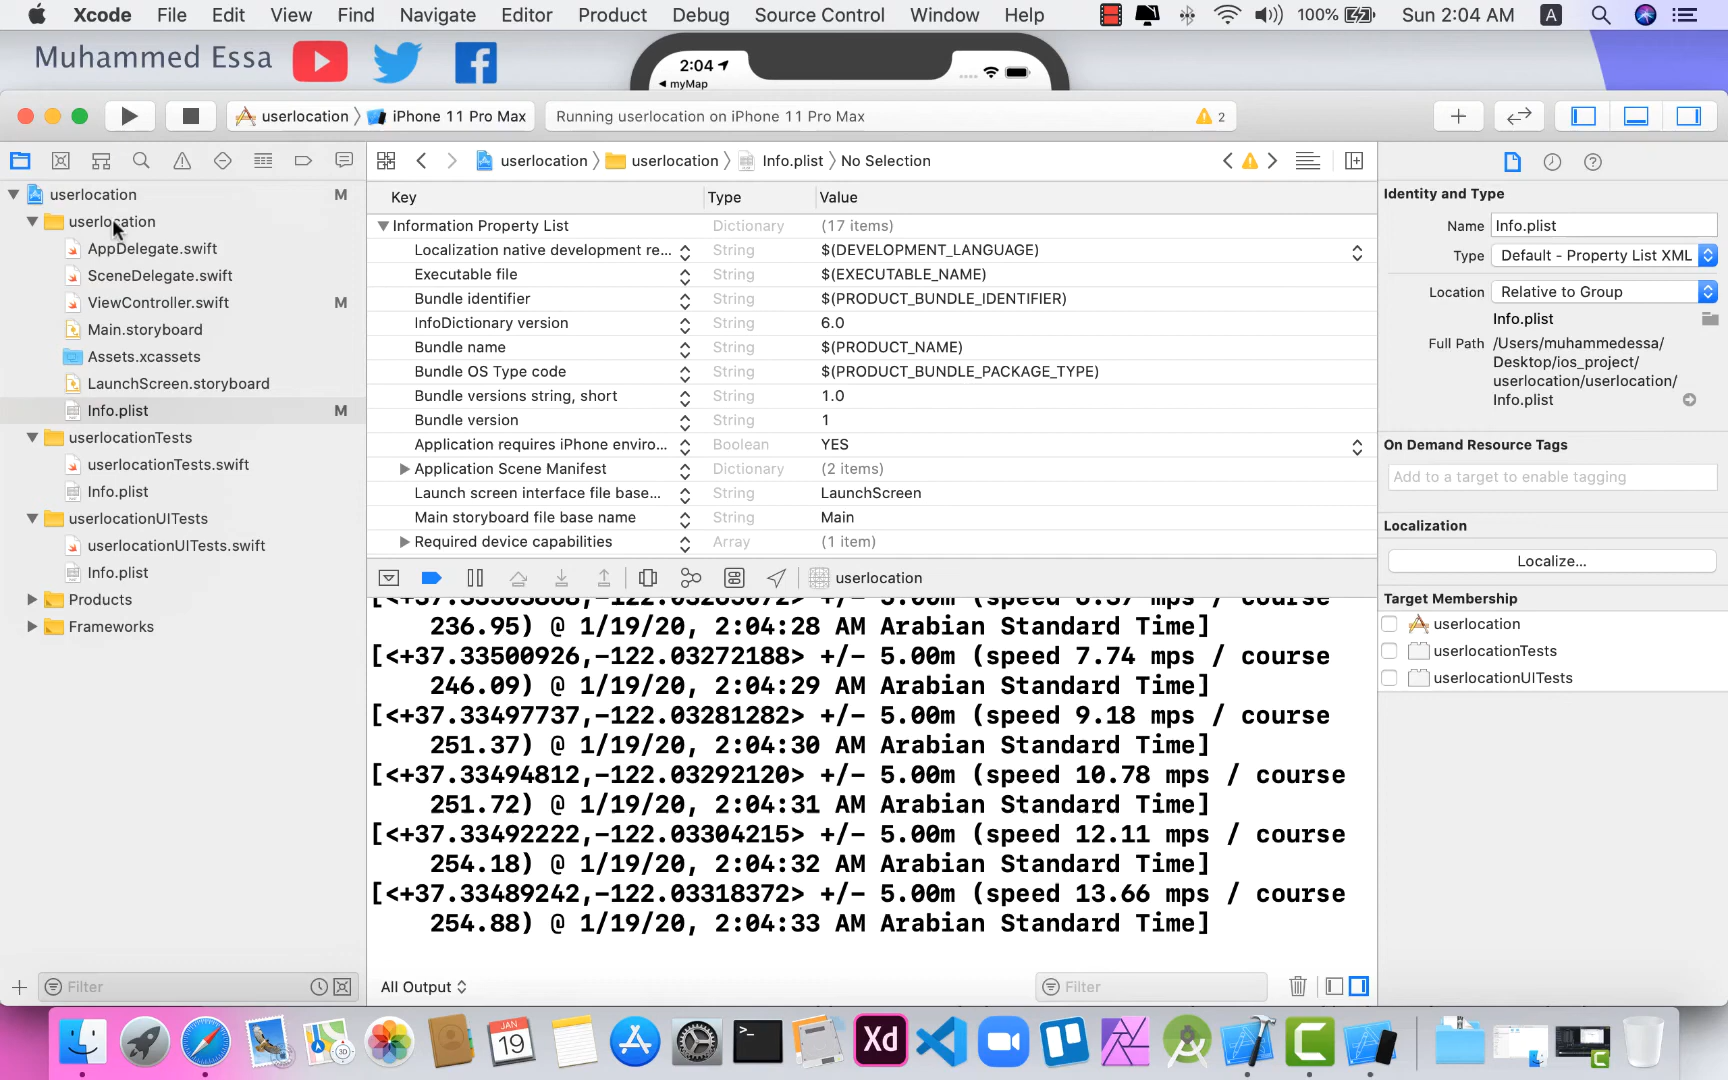 Xcode File Edit View Find Navigate Editor Product Debug Source Control Window Help 100% Sun 2:04 AM A
Muhammed Essa
2:04
myMap
userlocation iPhone 11 Pro Max Running userlocation on iPhone 11 Pro Max 2
userlocation userlocation Info.plist No Selection
userlocation M
userlocation
AppDelegate.swift
SceneDelegate.swift
ViewController.swift M
Main.storyboard
Assets.xcassets
LaunchScreen.storyboard
Info.plist M
userlocationTests
userlocationTests.swift
Info.plist
userlocationUITests
userlocationUITests.swift
Info.plist
Products
Frameworks
Filter
Key Type Value
Information Property List Dictionary (17 items)
Localization native development re... String $(DEVELOPMENT_LANGUAGE)
Executable file String $(EXECUTABLE_NAME)
Bundle identifier String $(PRODUCT_BUNDLE_IDENTIFIER)
InfoDictionary version String 6.0
Bundle name String $(PRODUCT_NAME)
Bundle OS Type code String $(PRODUCT_BUNDLE_PACKAGE_TYPE)
Bundle versions string, short String 1.0
Bundle version String 1
Application requires iPhone enviro... Boolean YES
Application Scene Manifest Dictionary (2 items)
Launch screen interface file base... String LaunchScreen
Main storyboard file base name String Main
Required device capabilities Array (1 item)
userlocation
236.95) @ 1/19/20, 2:04:28 AM Arabian Standard Time]
[<+37.33500926,-122.03272188> +/- 5.00m (speed 7.74 mps / course
246.09) @ 1/19/20, 2:04:29 AM Arabian Standard Time]
[<+37.33497737,-122.03281282> +/- 5.00m (speed 9.18 mps / course
251.37) @ 1/19/20, 2:04:30 AM Arabian Standard Time]
[<+37.33494812,-122.03292120> +/- 5.00m (speed 10.78 mps / course
251.72) @ 1/19/20, 2:04:31 AM Arabian Standard Time]
[<+37.33492222,-122.03304215> +/- 5.00m (speed 12.11 mps / course
254.18) @ 1/19/20, 2:04:32 AM Arabian Standard Time]
[<+37.33489242,-122.03318372> +/- 5.00m (speed 13.66 mps / course
254.88) @ 1/19/20, 2:04:33 AM Arabian Standard Time]
All Output Filter
Identity and Type
Name Info.plist
Type Default - Property List XML
Location Relative to Group
Info.plist
Full Path /Users/muhammedessa/
Desktop/ios_project/
userlocation/userlocation/
Info.plist
On Demand Resource Tags
Add to a target to enable tagging
Localization
Localize...
Target Membership
userlocation
userlocationTests
userlocationUITests
JAN
19
Xd